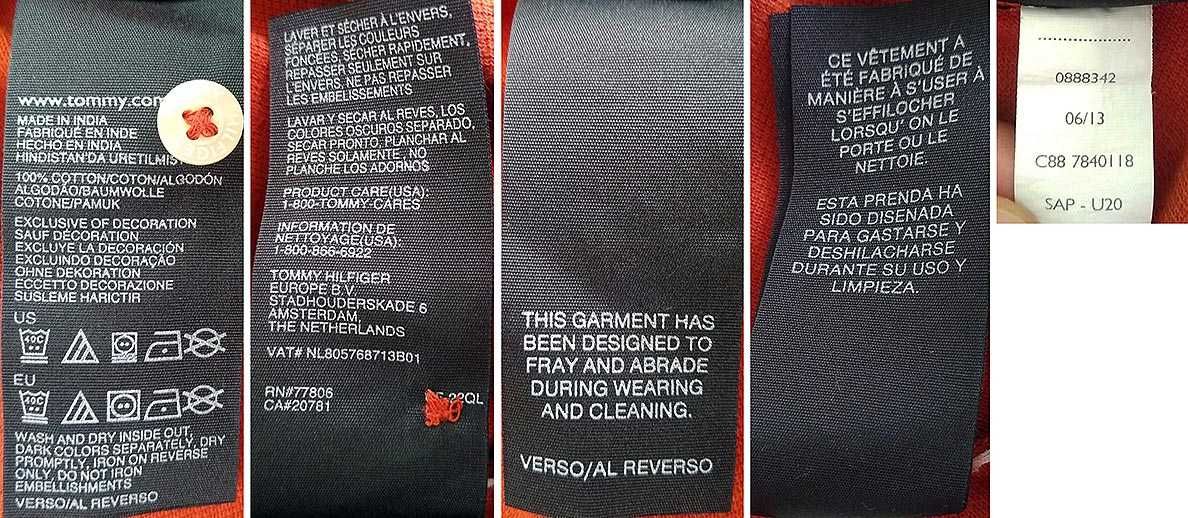 www.tommy.com
MADE IN INDIA
FABRIQUÉ EN INDE
HECHO EN INDIA
HINDISTAN'DA
100% COTTON/COTON/ALGODÓN
ALGODÃO/BAUMWOLLE
COTONE/PAMUK
EXCLUSIVE OF DECORATION
SAUF DÉCORATION
EXCLUYE LA DECORACIÓN
EXCLUINDO DECORAÇÃO
OHNE DEKORATION
ECCETTO DECORAZIONE
SUSLEME HARICTIR
US
40C
EU
40C
WASH AND DRY INSIDE OUT,
DARK COLORS SEPARATELY, DRY
PROMPTLY, IRON ON REVERSE
ONLY, DO NOT IRON
EMBELLISHMENTS
VERSO/AL REVERSO
LAVER ET SÉCHER À L'ENVERS,
SÉPARER LES COULEURS
FONCÉES, SÉCHER RAPIDEMENT,
REPASSER SEULEMENT SUR
L'ENVERS, NE PAS REPASSER
LES EMBELISSEMENTS
LAVAR Y SECAR AL REVES, LOS
COLORES OSCUROS SEPARADO,
SECAR PRONTO, PLANCHAR AL
REVES SOLAMENTE, NO
PLANCHE LOS ADORNOS
PRODUCT CARE(USA):
1-800-TOMMY-CARES
INFORMATION DE
NETTOYAGE(USA):
1-800-866-6922
TOMMY HILFIGER
EUROPE B.V.
STADHOUDERSKADE 6
AMSTERDAM,
THE NETHERLANDS
VAT# NL805768713B01
RN#77806
CA#20781
THIS GARMENT HAS
BEEN DESIGNED TO
FRAY AND ABRADE
DURING WEARING
AND CLEANING.
VERSO/AL REVERSO
CE VÊTEMENT A
ÉTÉ FABRIQUÉ DE
MANIÈRE À S'USER À
S'EFFILOCHER
LORSQU' ON LE
PORTE OU LE
NETTOIE.
ESTA PRENDA HA
SIDO DISENADA
PARA GASTARSE Y
DESHILACHARSE
DURANTE SU USO Y
LIMPIEZA.
0888342
06/13
C88 7840118
SAP - U20